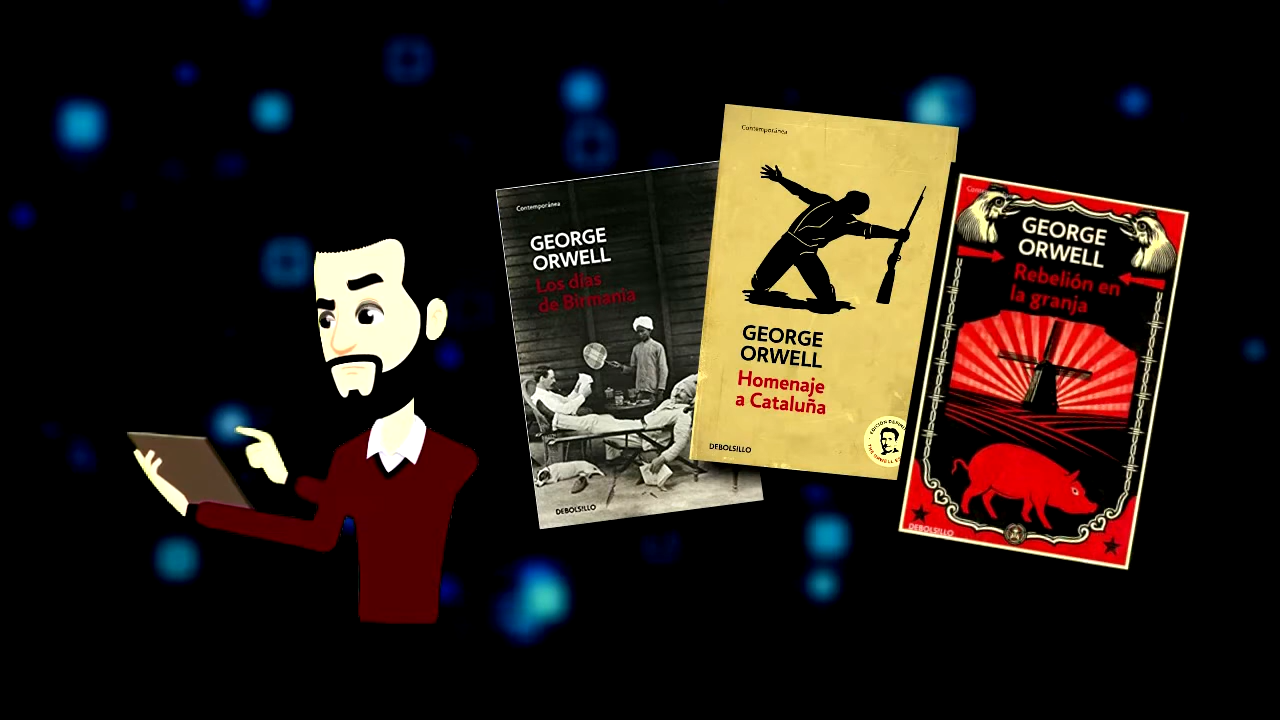 Contemporánea
GEORGE
ORWELL
Los días
de Birmania
DEBOLSILLO
Contemporánea
GEORGE
ORWELL
Homenaje
a Cataluña
DEBOLSILLO
GEORGE
ORWELL
Rebelión en
la granja
DEBOLSILLO